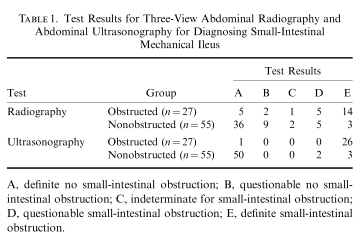 TABLE 1. Test Results for Three-View Abdominal Radiography and
Abdominal Ultrasonography for Diagnosing Small-Intestinal
Mechanical Ileus
Test Results
Test Group A B C D E
Radiography Obstructed (n = 27) 5 2 1 5 14
Nonobstructed (n = 55) 36 9 2 5 3
Ultrasonography Obstructed (n = 27) 1 0 0 0 26
Nonobstructed (n = 55) 50 0 0 2 3
A, definite no small-intestinal obstruction; B, questionable no small-
intestinal obstruction; C, indeterminate for small-intestinal obstruction;
D, questionable small-intestinal obstruction; E, definite small-intestinal
obstruction.